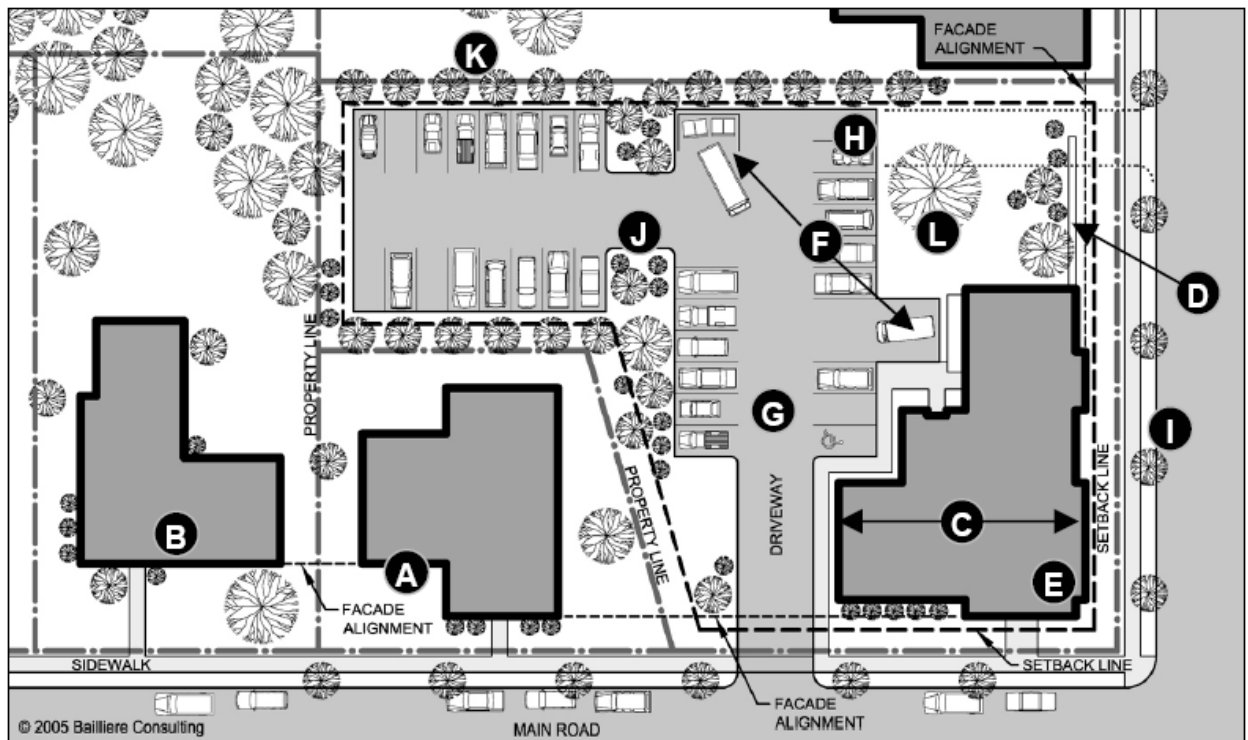 FACADE
ALIGNMENT
K
H
F
L
J
D
PROPERTY LINE
G
I
B
A
PROPERTY LINE
DRIVEWAY
C
SETBACK LINE
E
FACADE
ALIGNMENT
SIDEWALK
SETBACK LINE
FACADE
ALIGNMENT
© 2005 Bailliere Consulting
MAIN ROAD